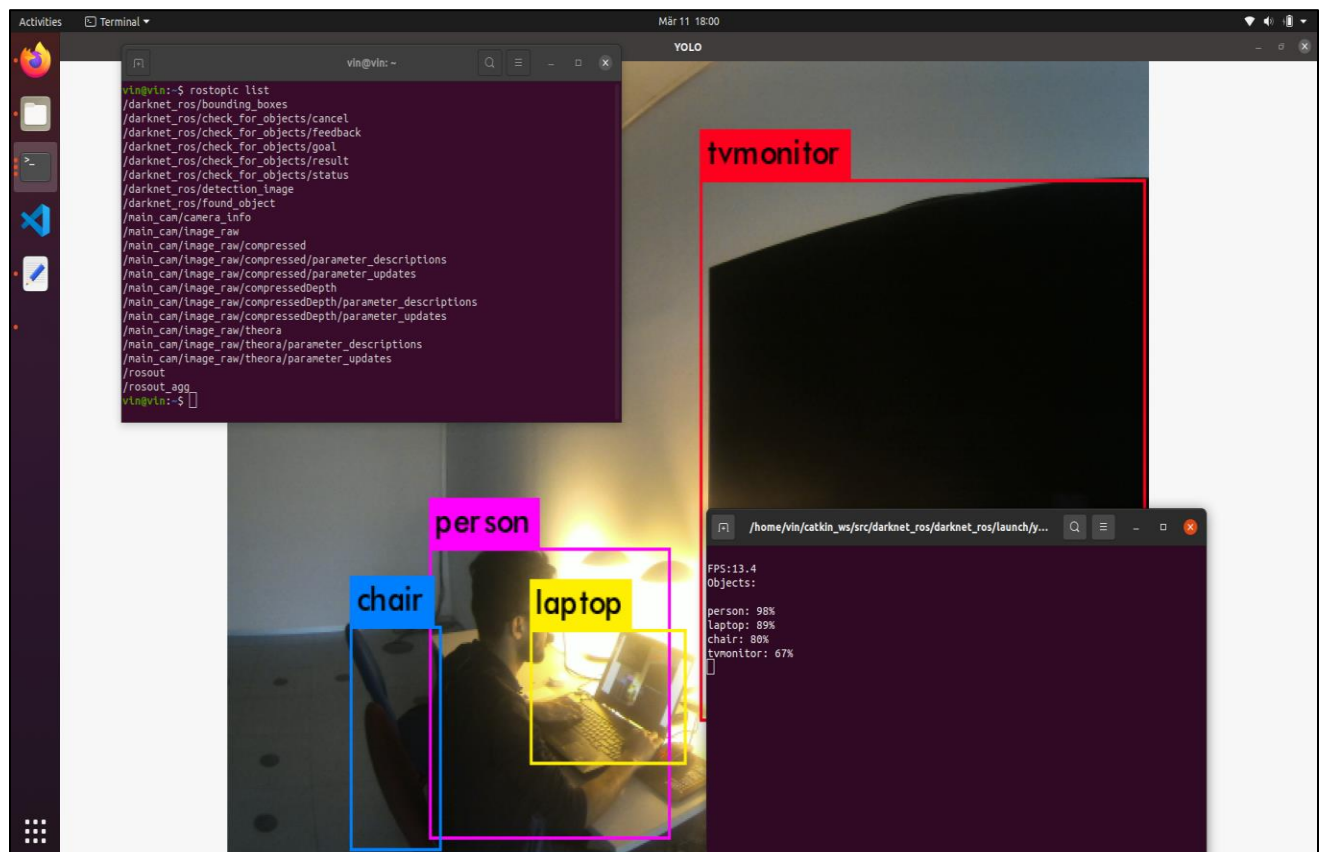 Activities
Terminal
Mär 11 18:00
YOLO
vin@vin: ~
vin@vin:~$ rostopic list
/darknet_ros/bounding_boxes
/darknet_ros/check_for_objects/cancel
/darknet_ros/check_for_objects/feedback
/darknet_ros/check_for_objects/goal
/darknet_ros/check_for_objects/result
/darknet_ros/check_for_objects/status
/darknet_ros/detection_image
/darknet_ros/found_object
/main_cam/camera_info
/main_cam/image_raw
/main_cam/image_raw/compressed
/main_cam/image_raw/compressed/parameter_descriptions
/main_cam/image_raw/compressed/parameter_updates
/main_cam/image_raw/compressedDepth
/main_cam/image_raw/compressedDepth/parameter_descriptions
/main_cam/image_raw/compressedDepth/parameter_updates
/main_cam/image_raw/theora
/main_cam/image_raw/theora/parameter_descriptions
/main_cam/image_raw/theora/parameter_updates
/rosout
/rosout_agg
vin@vin:~$
tvmonitor
person
chair
laptop
/home/vin/catkin_ws/src/darknet_ros/darknet_ros/launch/y...
FPS:13.4
Objects:
person: 98%
laptop: 89%
chair: 80%
tvmonitor: 67%